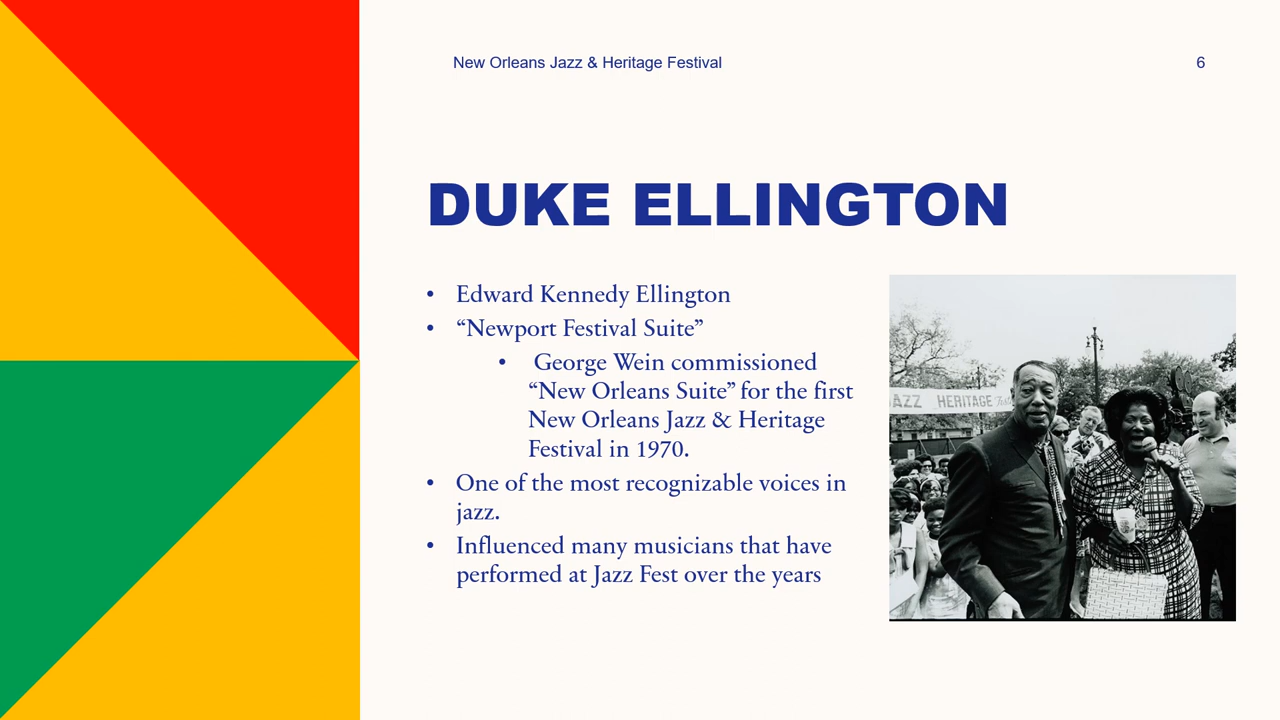 New Orleans Jazz & Heritage Festival
6
DUKE ELLINGTON
• Edward Kennedy Ellington
• “Newport Festival Suite”
• George Wein commissioned
“New Orleans Suite” for the first
New Orleans Jazz & Heritage
Festival in 1970.
• One of the most recognizable voices in
jazz.
• Influenced many musicians that have
performed at Jazz Fest over the years
AZZ HERITAGE